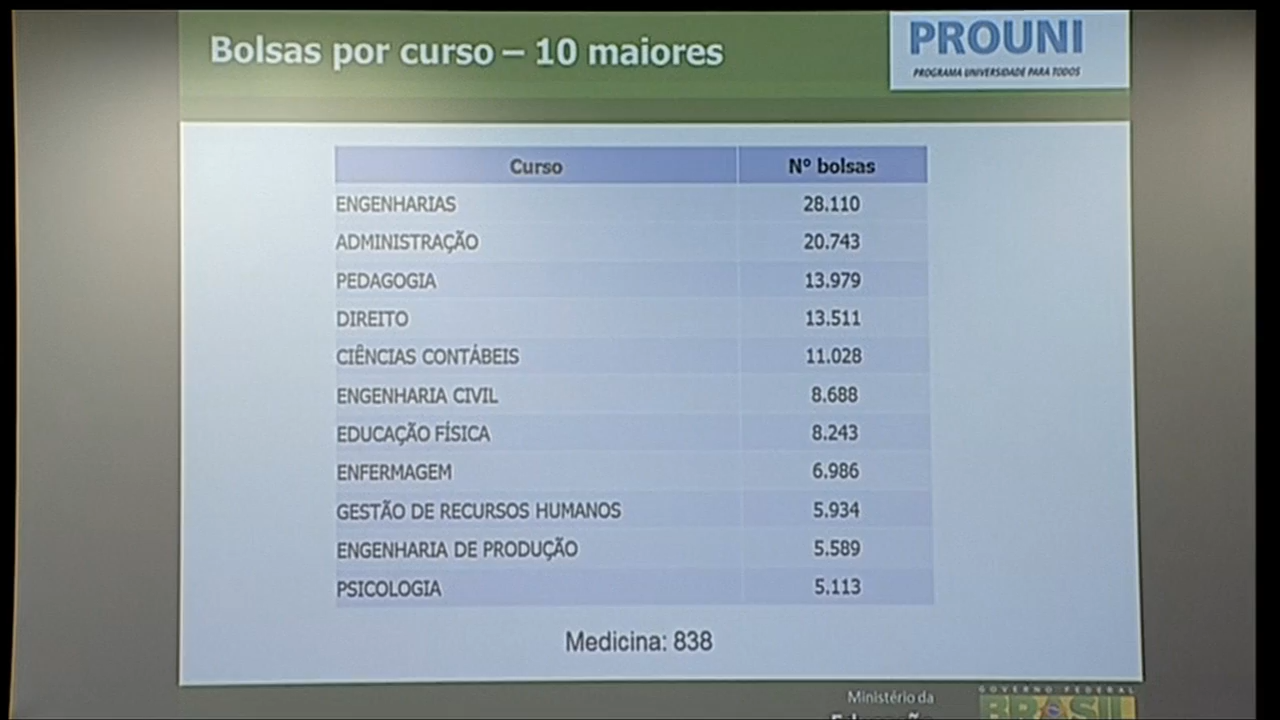 Bolsas por curso – 10 maiores
PROUNI
PROGRAMA UNIVERSIDADE PARA TODOS
Curso Nº bolsas
ENGENHARIAS 28.110
ADMINISTRAÇÃO 20.743
PEDAGOGIA 13.979
DIREITO 13.511
CIÊNCIAS CONTÁBEIS 11.028
ENGENHARIA CIVIL 8.688
EDUCAÇÃO FÍSICA 8.243
ENFERMAGEM 6.986
GESTÃO DE RECURSOS HUMANOS 5.934
ENGENHARIA DE PRODUÇÃO 5.589
PSICOLOGIA 5.113
Medicina: 838
Ministério da
GOVERNO FEDERAL
BRASIL